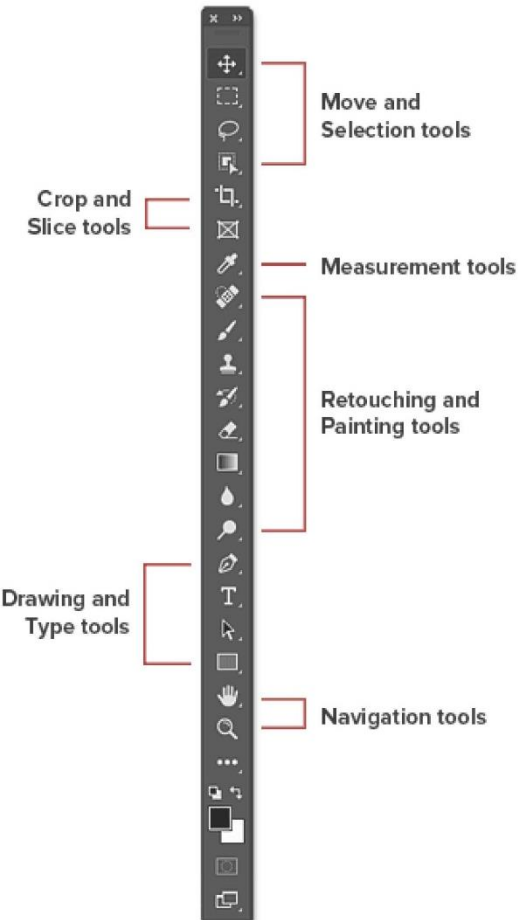 Move and
Selection tools
Crop and
Slice tools
Measurement tools
Retouching and
Painting tools
Drawing and
Type tools
Navigation tools